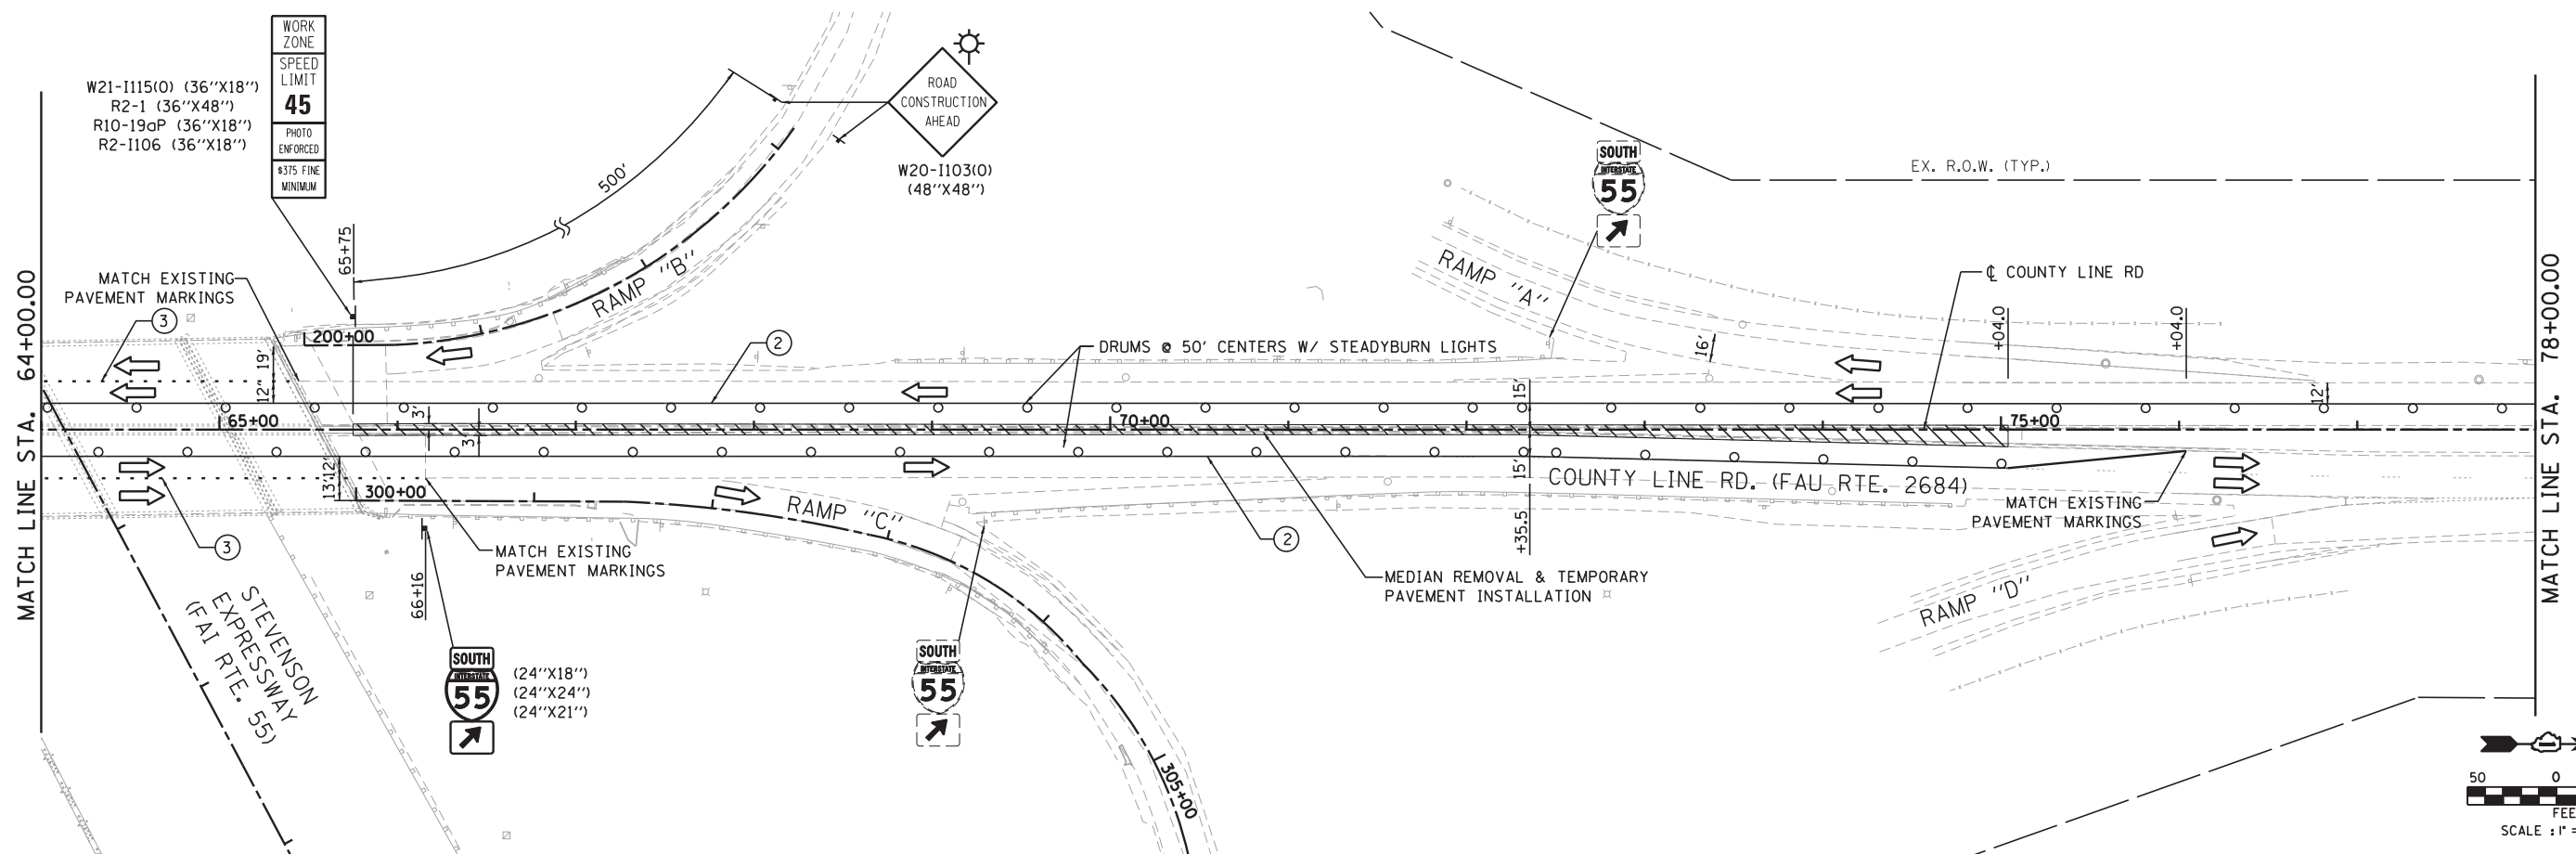 WORK
ZONE
SPEED
LIMIT
45
PHOTO
ENFORCED
$375 FINE
MINIMUM
W21-I115(O) (36''X18'')
R2-1 (36''X48'')
R10-19aP (36''X18'')
R2-I106 (36''X18'')
ROAD
CONSTRUCTION
AHEAD
W20-I103(O)
(48''X48'')
500'
65+75
MATCH EXISTING
PAVEMENT MARKINGS
3
RAMP "B"
200+00
2
DRUMS @ 50' CENTERS W/ STEADYBURN LIGHTS
SOUTH
INTERSTATE
55
RAMP "A"
16'
EX. R.O.W. (TYP.)
℄ COUNTY LINE RD
+04.0
+04.0
MATCH LINE STA. 64+00.00
MATCH LINE STA. 78+00.00
12'' 19'
3'
3'
15'
12'
65+00
70+00
75+00
13'12'
300+00
RAMP "C"
15'
COUNTY LINE RD. (FAU RTE. 2684)
MATCH EXISTING
PAVEMENT MARKINGS
+35.5
3
2
MATCH EXISTING
PAVEMENT MARKINGS
66+16
MEDIAN REMOVAL & TEMPORARY
PAVEMENT INSTALLATION
RAMP "D"
STEVENSON
EXPRESSWAY
(FAI RTE. 55)
SOUTH
INTERSTATE
55
(24''X18'')
(24''X24'')
(24''X21'')
SOUTH
INTERSTATE
55
305+00
50 0
FEE
SCALE : 1" =